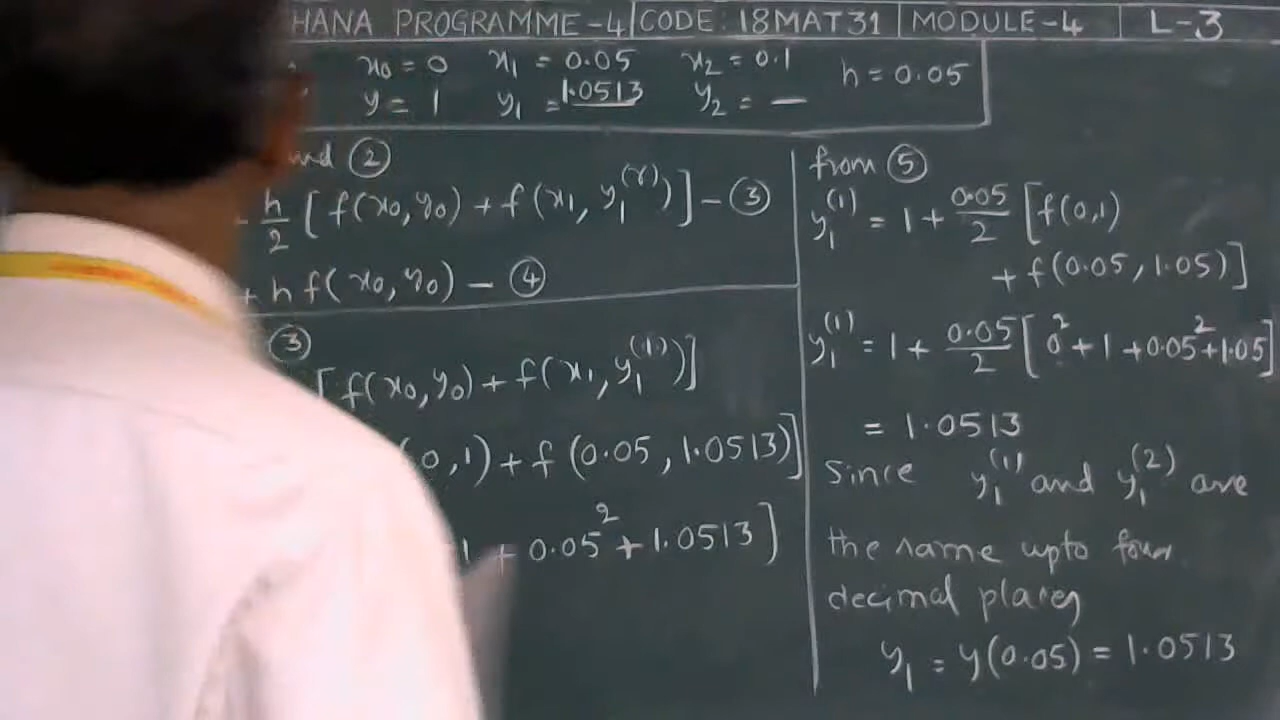 HANA PROGRAMME-4 | CODE: 18MAT31 | MODULE-4 | L-3
x₀ = 0 x₁ = 0.05 x₂ = 0.1 h = 0.05
y = 1 y₁ = 1.0513 y₂ = —
and ②
h/2 [f(x₀, y₀) + f(x₁, y₁⁽ʳ⁾)] - ③
+ h f(x₀, y₀) - ④
③
[f(x₀, y₀) + f(x₁, y₁⁽¹⁾)]
(0, 1) + f(0.05, 1.0513)]
1 + 0.05² + 1.0513]
from ⑤
y₁⁽¹⁾ = 1 + 0.05/2 [f(0,1)
+ f(0.05, 1.05)]
y₁⁽¹⁾ = 1 + 0.05/2 [0² + 1 + 0.05² + 1.05]
= 1.0513
Since y₁⁽¹⁾ and y₁⁽²⁾ are
the same upto four
decimal places
y₁ = y(0.05) = 1.0513